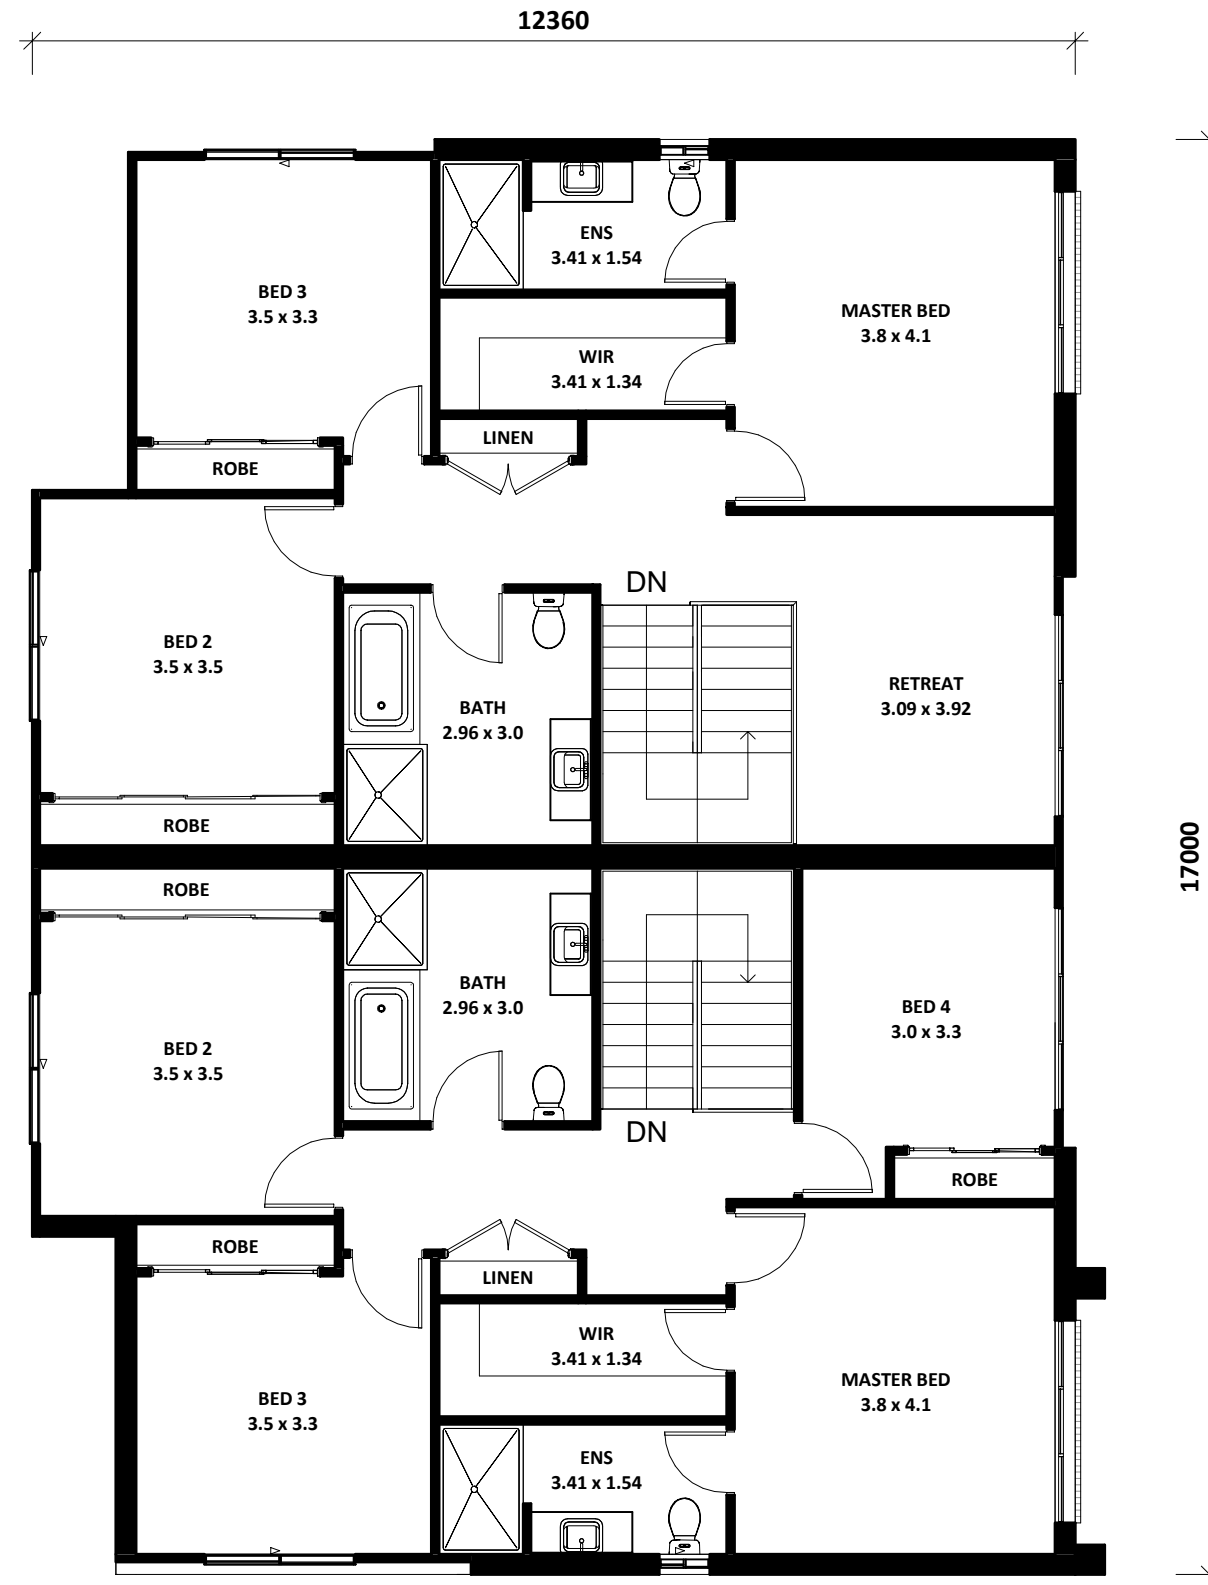 12360
ENS
3.41 x 1.54
BED 3
3.5 x 3.3
MASTER BED
3.8 x 4.1
WIR
3.41 x 1.34
LINEN
ROBE
DN
BED 2
3.5 x 3.5
RETREAT
3.09 x 3.92
BATH
2.96 x 3.0
ROBE
17000
ROBE
BATH
2.96 x 3.0
BED 4
3.0 x 3.3
BED 2
3.5 x 3.5
DN
ROBE
ROBE
LINEN
WIR
3.41 x 1.34
MASTER BED
3.8 x 4.1
BED 3
3.5 x 3.3
ENS
3.41 x 1.54